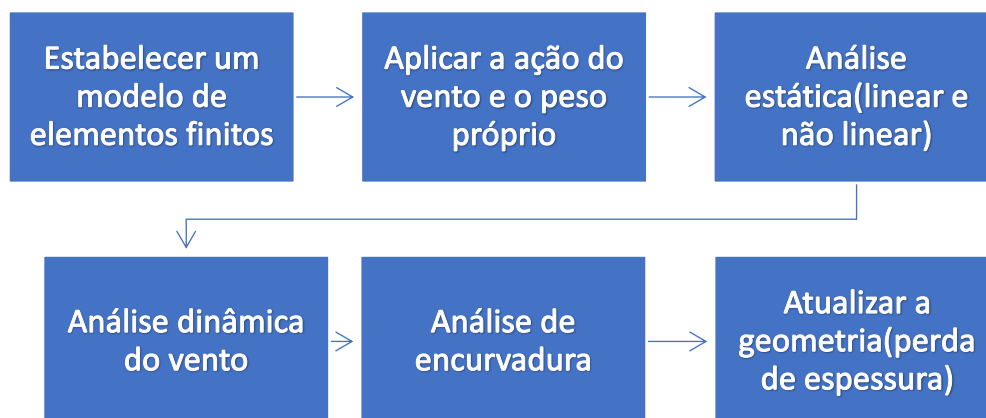 Estabelecer um
modelo de
elementos finitos
Aplicar a ação do
vento e o peso
próprio
Análise
estática(linear e
não linear)
Análise dinâmica
do vento
Análise de
encurvadura
Atualizar a
geometria(perda
de espessura)